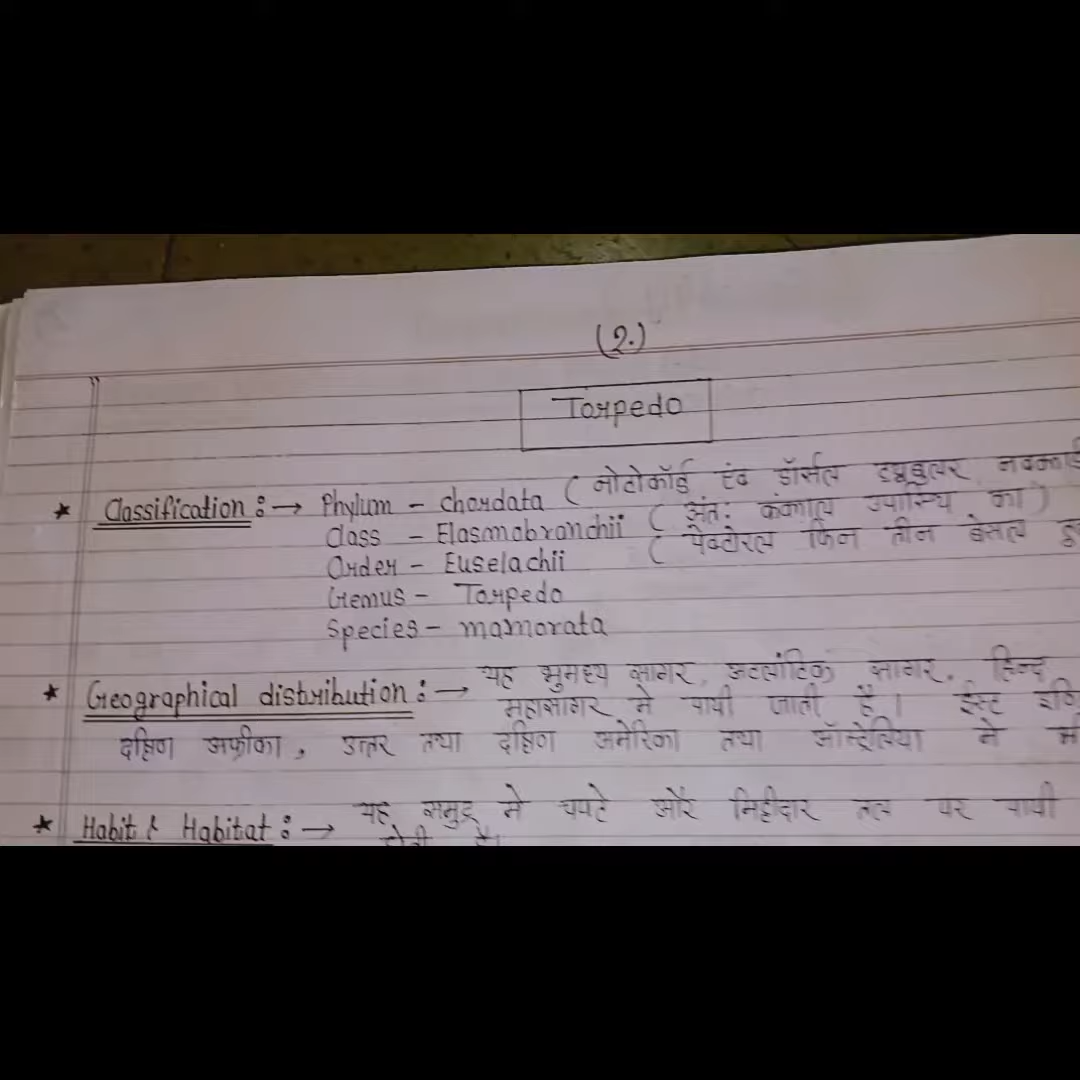 (2.)
Torpedo
★ Classification :→ Phylum - chordata ( नोटोकॉर्ड एंव डॉर्सल ट्यूबुलर
Class - Elasmobranchii ( अंत: कंकाल उपास्थि का )
Order - Euselachii ( पेक्टोरल फिन तीन बेसल
Genus - Torpedo
Species - mamorata
★ Geographical distribution :→ यह भुमध्य सागर, अटलांटिक सागर, हिन्द
महासागर मे पायी जाती है । ईस्ट
दक्षिण अफ्रीका , उत्तर तथा दक्षिण अमेरिका तथा ऑस्ट्रेलिया मे
★ Habit & Habitat :→ यह समुद्र मे चपटे और मिट्टीदार तल पर पायी